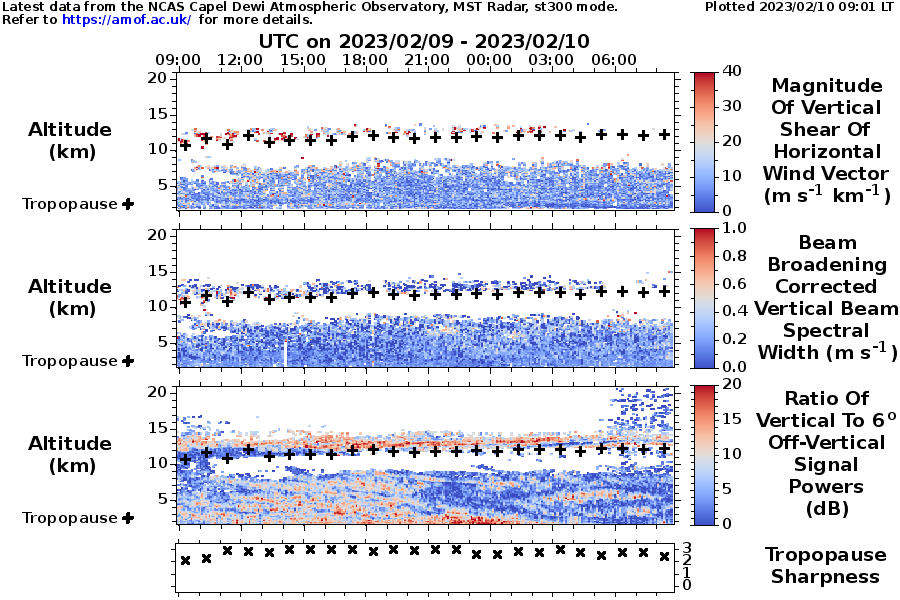 Latest data from the NCAS Capel Dewi Atmospheric Observatory, MST Radar, st300 mode.
Plotted 2023/02/10 09:01 LT
Refer to https://amof.ac.uk/ for more details.
UTC on 2023/02/09 - 2023/02/10
09:00 12:00 15:00 18:00 21:00 00:00 03:00 06:00
20
15
10
5
Altitude
(km)
Tropopause
40
30
20
10
0
Magnitude
Of Vertical
Shear Of
Horizontal
Wind Vector
(m s⁻¹ km⁻¹)
20
15
10
5
Altitude
(km)
Tropopause
1.0
0.8
0.6
0.4
0.2
0.0
Beam
Broadening
Corrected
Vertical Beam
Spectral
Width (m s⁻¹)
20
15
10
5
Altitude
(km)
Tropopause
20
15
10
5
0
Ratio Of
Vertical To 6°
Off-Vertical
Signal
Powers
(dB)
3
2
1
0
Tropopause
Sharpness